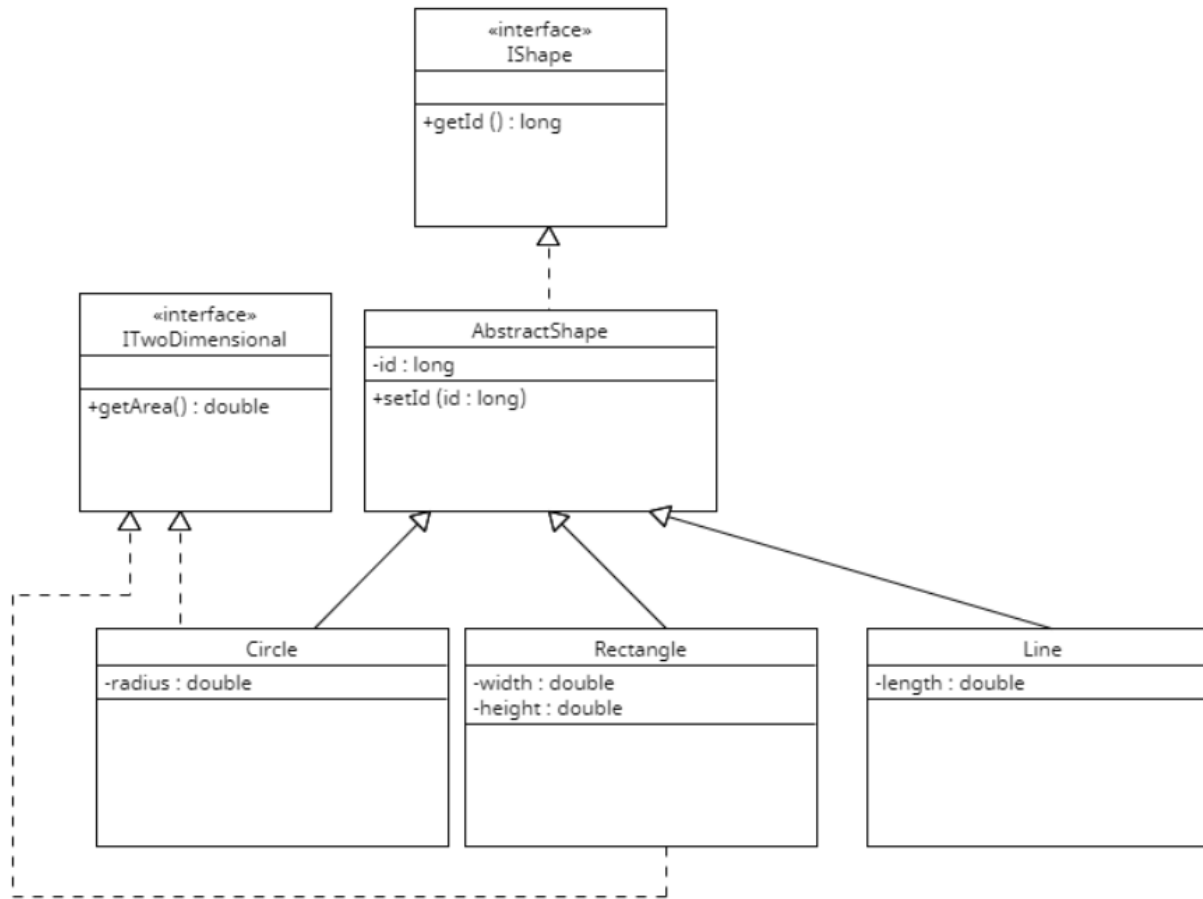 «interface»
IShape
+getId () : long
«interface»
ITwoDimensional
+getArea() : double
AbstractShape
-id : long
+setId (id : long)
Circle
-radius : double
Rectangle
-width : double
-height : double
Line
-length : double